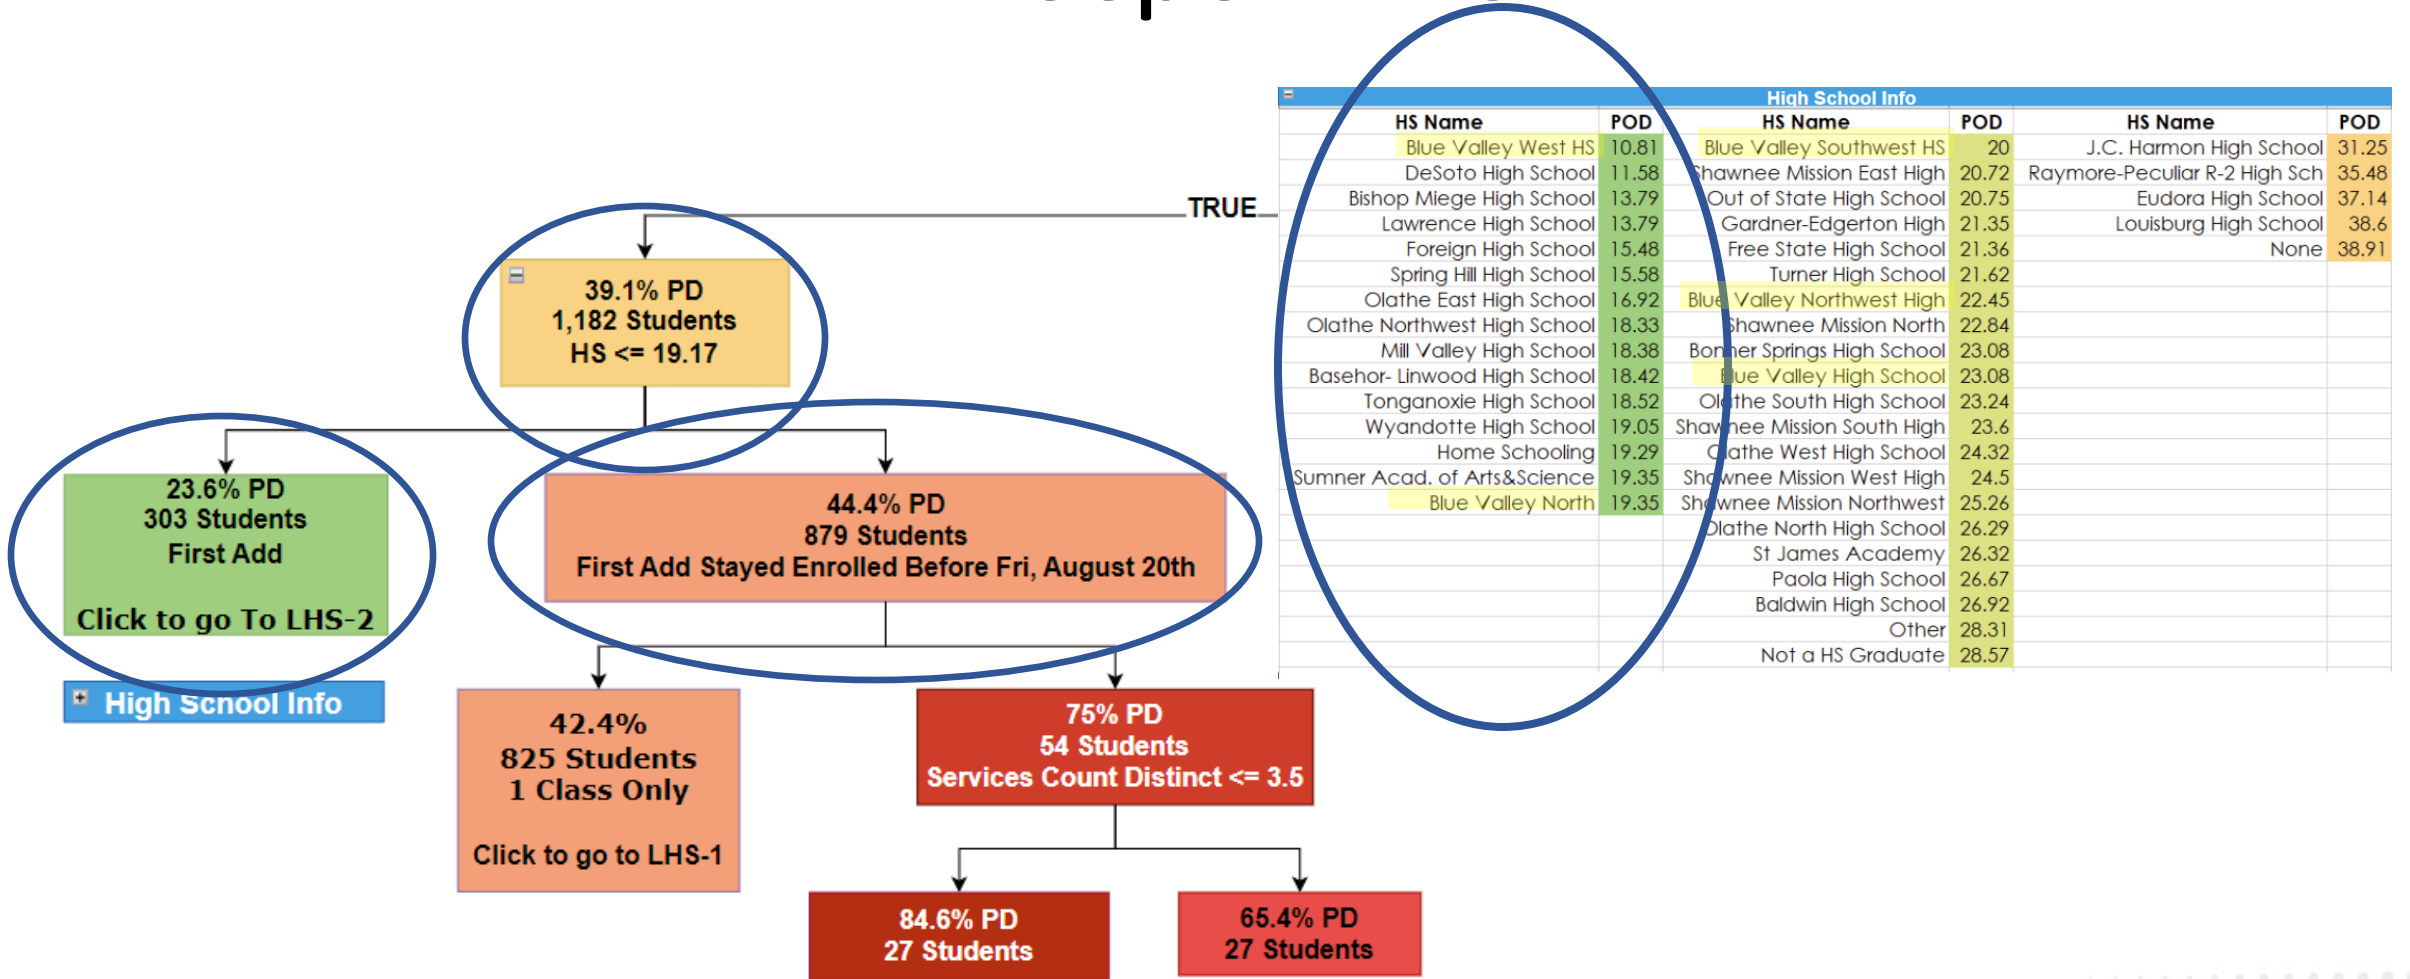 TRUE
39.1% PD
1,182 Students
HS <= 19.17
23.6% PD
303 Students
First Add
Click to go To LHS-2
High School Info
44.4% PD
879 Students
First Add Stayed Enrolled Before Fri, August 20th
42.4%
825 Students
1 Class Only
Click to go to LHS-1
75% PD
54 Students
Services Count Distinct <= 3.5
84.6% PD
27 Students
65.4% PD
27 Students
High School Info
HS Name POD HS Name POD HS Name POD
Blue Valley West HS 10.81 Blue Valley Southwest HS 20 J.C. Harmon High School 31.25
DeSoto High School 11.58 Shawnee Mission East High 20.72 Raymore-Peculiar R-2 High Sch 35.48
Bishop Miege High School 13.79 Out of State High School 20.75 Eudora High School 37.14
Lawrence High School 13.79 Gardner-Edgerton High 21.35 Louisburg High School 38.6
Foreign High School 15.48 Free State High School 21.36 None 38.91
Spring Hill High School 15.58 Turner High School 21.62
Olathe East High School 16.92 Blue Valley Northwest High 22.45
Olathe Northwest High School 18.33 Shawnee Mission North 22.84
Mill Valley High School 18.38 Bonner Springs High School 23.08
Basehor- Linwood High School 18.42 Blue Valley High School 23.08
Tonganoxie High School 18.52 Olathe South High School 23.24
Wyandotte High School 19.05 Shawnee Mission South High 23.6
Home Schooling 19.29 Olathe West High School 24.32
Sumner Acad. of Arts&Science 19.35 Shawnee Mission West High 24.5
Blue Valley North 19.35 Shawnee Mission Northwest 25.26
Olathe North High School 26.29
St James Academy 26.32
Paola High School 26.67
Baldwin High School 26.92
Other 28.31
Not a HS Graduate 28.57